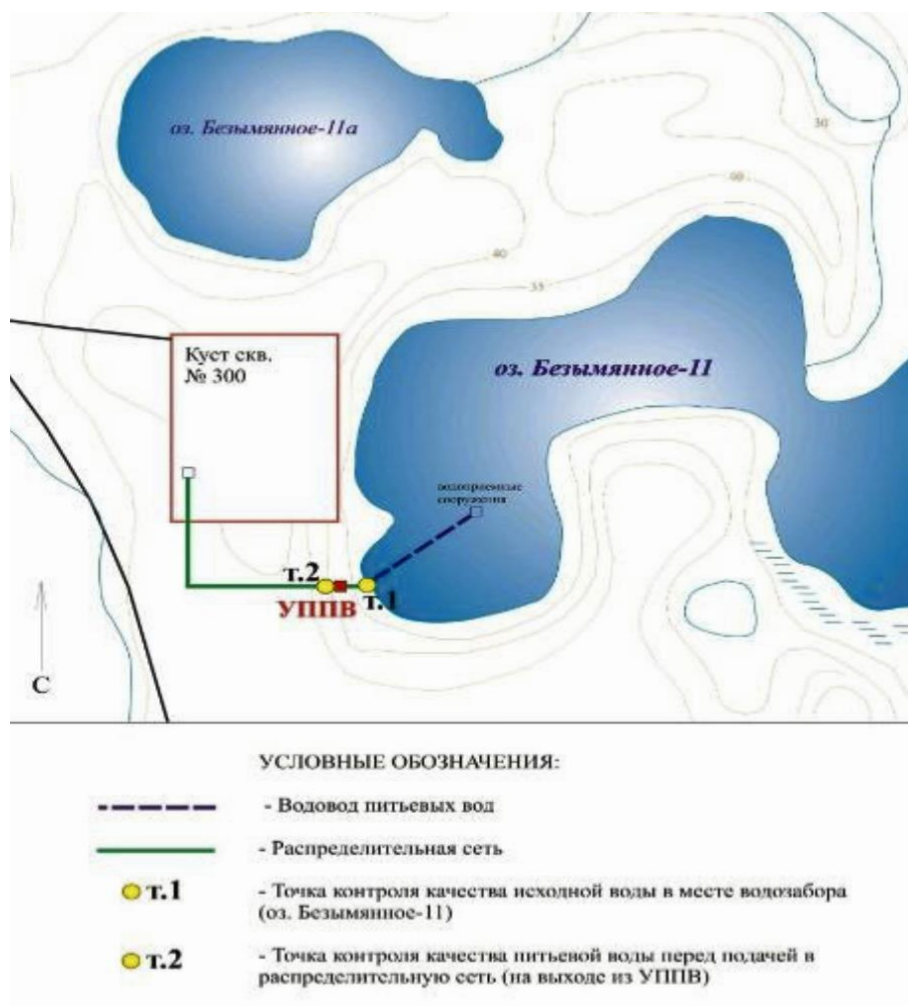 оз. Безымянное-11а
30
60
40
35
Куст скв.
№ 300
оз. Безымянное-11
водоприемные
сооружения
т.2
т.1
УППВ
С
УСЛОВНЫЕ ОБОЗНАЧЕНИЯ:
- Водовод питьевых вод
- Распределительная сеть
т.1 - Точка контроля качества исходной воды в месте водозабора
(оз. Безымянное-11)
т.2 - Точка контроля качества питьевой воды перед подачей в
распределительную сеть (на выходе из УППВ)